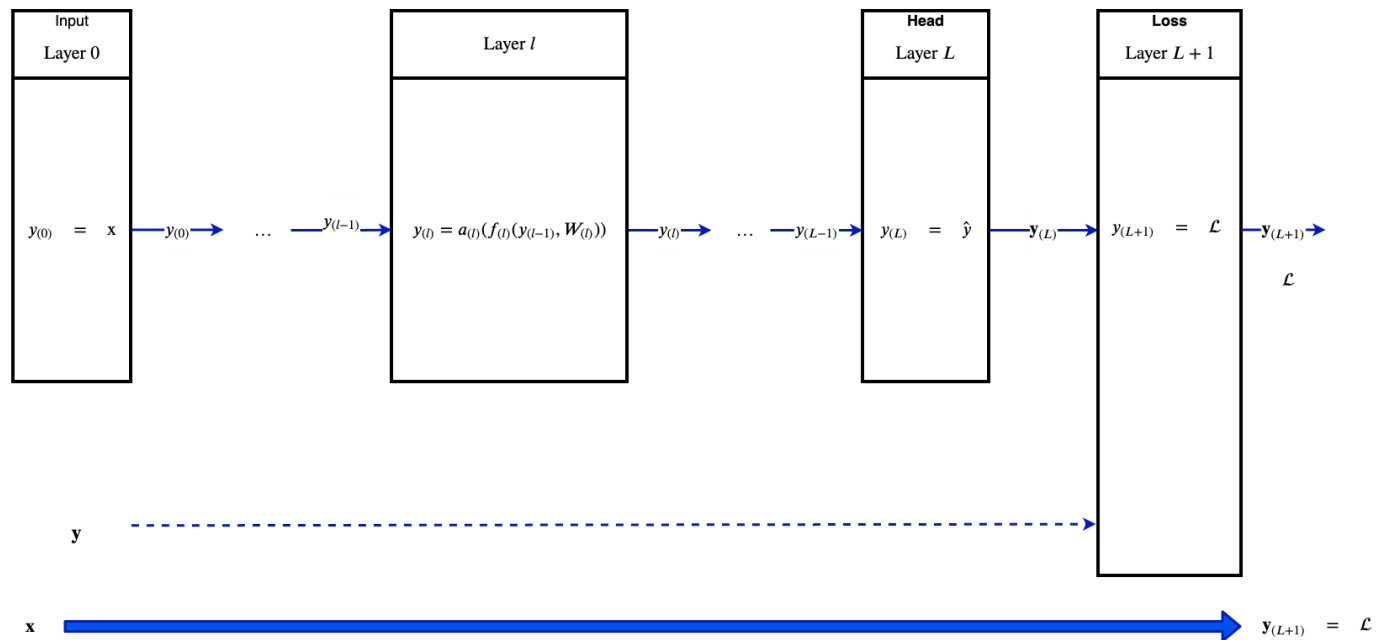 Input
Layer 0
Layer l
Head
Layer L
Loss
Layer L + 1
y(0) = x
y(0)
...
y(l−1)
y(l) = a(l)(f(l)(y(l−1), W(l)))
y(l)
...
y(L−1)
y(L) = ŷ
y(L)
y(L+1) = ℒ
y(L+1)
ℒ
y
x
y(L+1) = ℒ